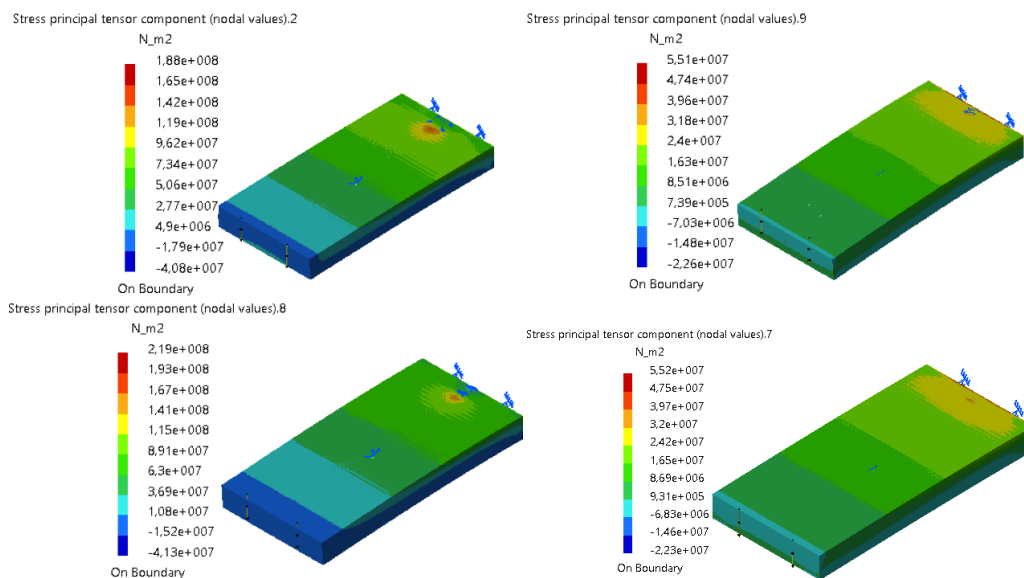 Stress principal tensor component (nodal values).2
N_m2
1,88e+008
1,65e+008
1,42e+008
1,19e+008
9,62e+007
7,34e+007
5,06e+007
2,77e+007
4,9e+006
-1,79e+007
-4,08e+007
On Boundary
Stress principal tensor component (nodal values).9
N_m2
5,51e+007
4,74e+007
3,96e+007
3,18e+007
2,4e+007
1,63e+007
8,51e+006
7,39e+005
-7,03e+006
-1,48e+007
-2,26e+007
On Boundary
Stress principal tensor component (nodal values).8
N_m2
2,19e+008
1,93e+008
1,67e+008
1,41e+008
1,15e+008
8,91e+007
6,3e+007
3,69e+007
1,08e+007
-1,52e+007
-4,13e+007
On Boundary
Stress principal tensor component (nodal values).7
N_m2
5,52e+007
4,75e+007
3,97e+007
3,2e+007
2,42e+007
1,65e+007
8,69e+006
9,31e+005
-6,83e+006
-1,46e+007
-2,23e+007
On Boundary